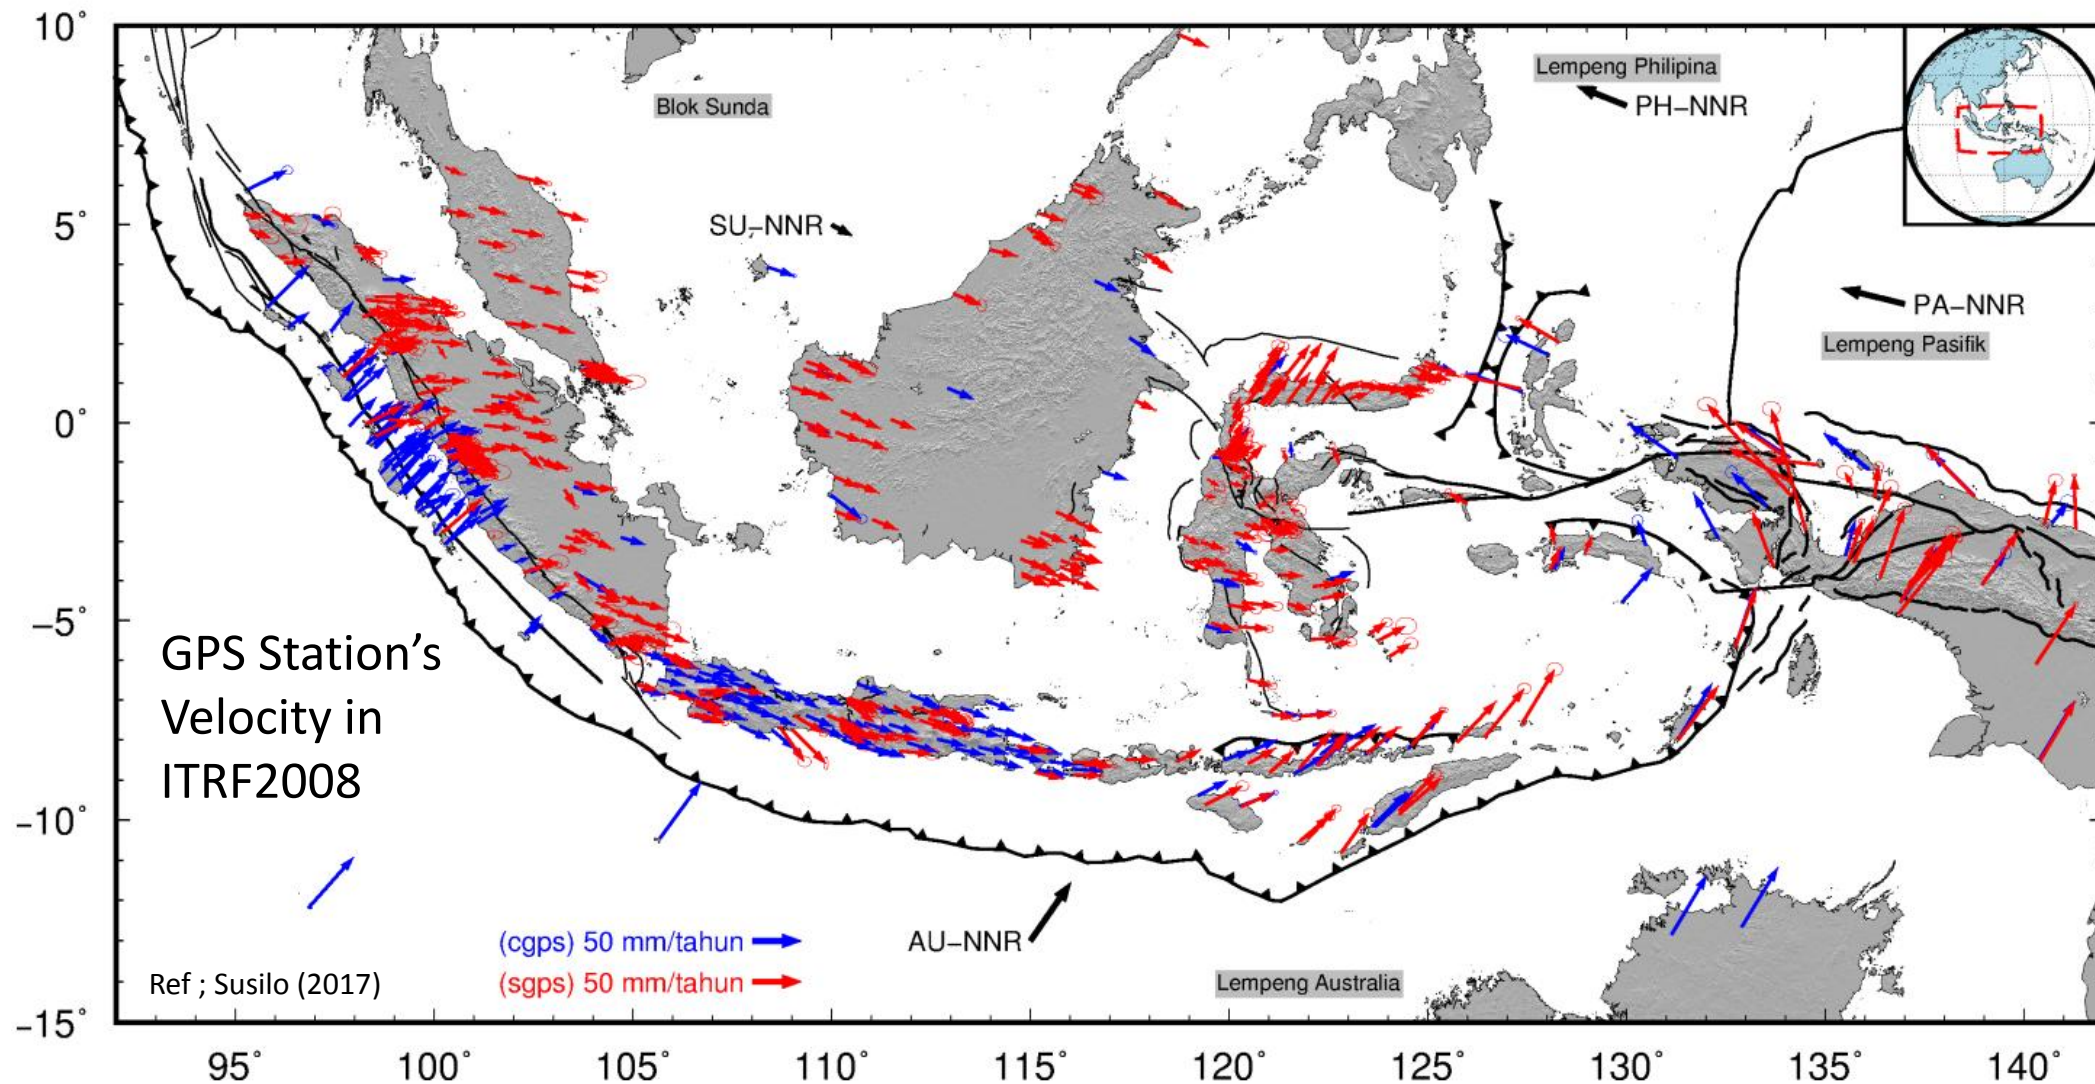 10°
Lempeng Philipina
Blok Sunda
PH–NNR
5°
SU–NNR
PA–NNR
Lempeng Pasifik
0°
−5°
GPS Station's
Velocity in
ITRF2008
−10°
(cgps) 50 mm/tahun
AU–NNR
Ref ; Susilo (2017)
(sgps) 50 mm/tahun
Lempeng Australia
−15°
95° 100° 105° 110° 115° 120° 125° 130° 135° 140°